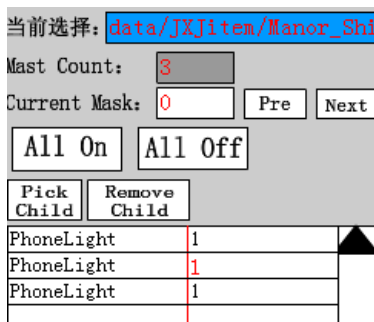 当前选择: data/JXJitem/Manor_Shi
Mast Count: 3
Current Mask: 0 Pre Next
All On All Off
Pick Child Remove Child
PhoneLight 1
PhoneLight 1
PhoneLight 1